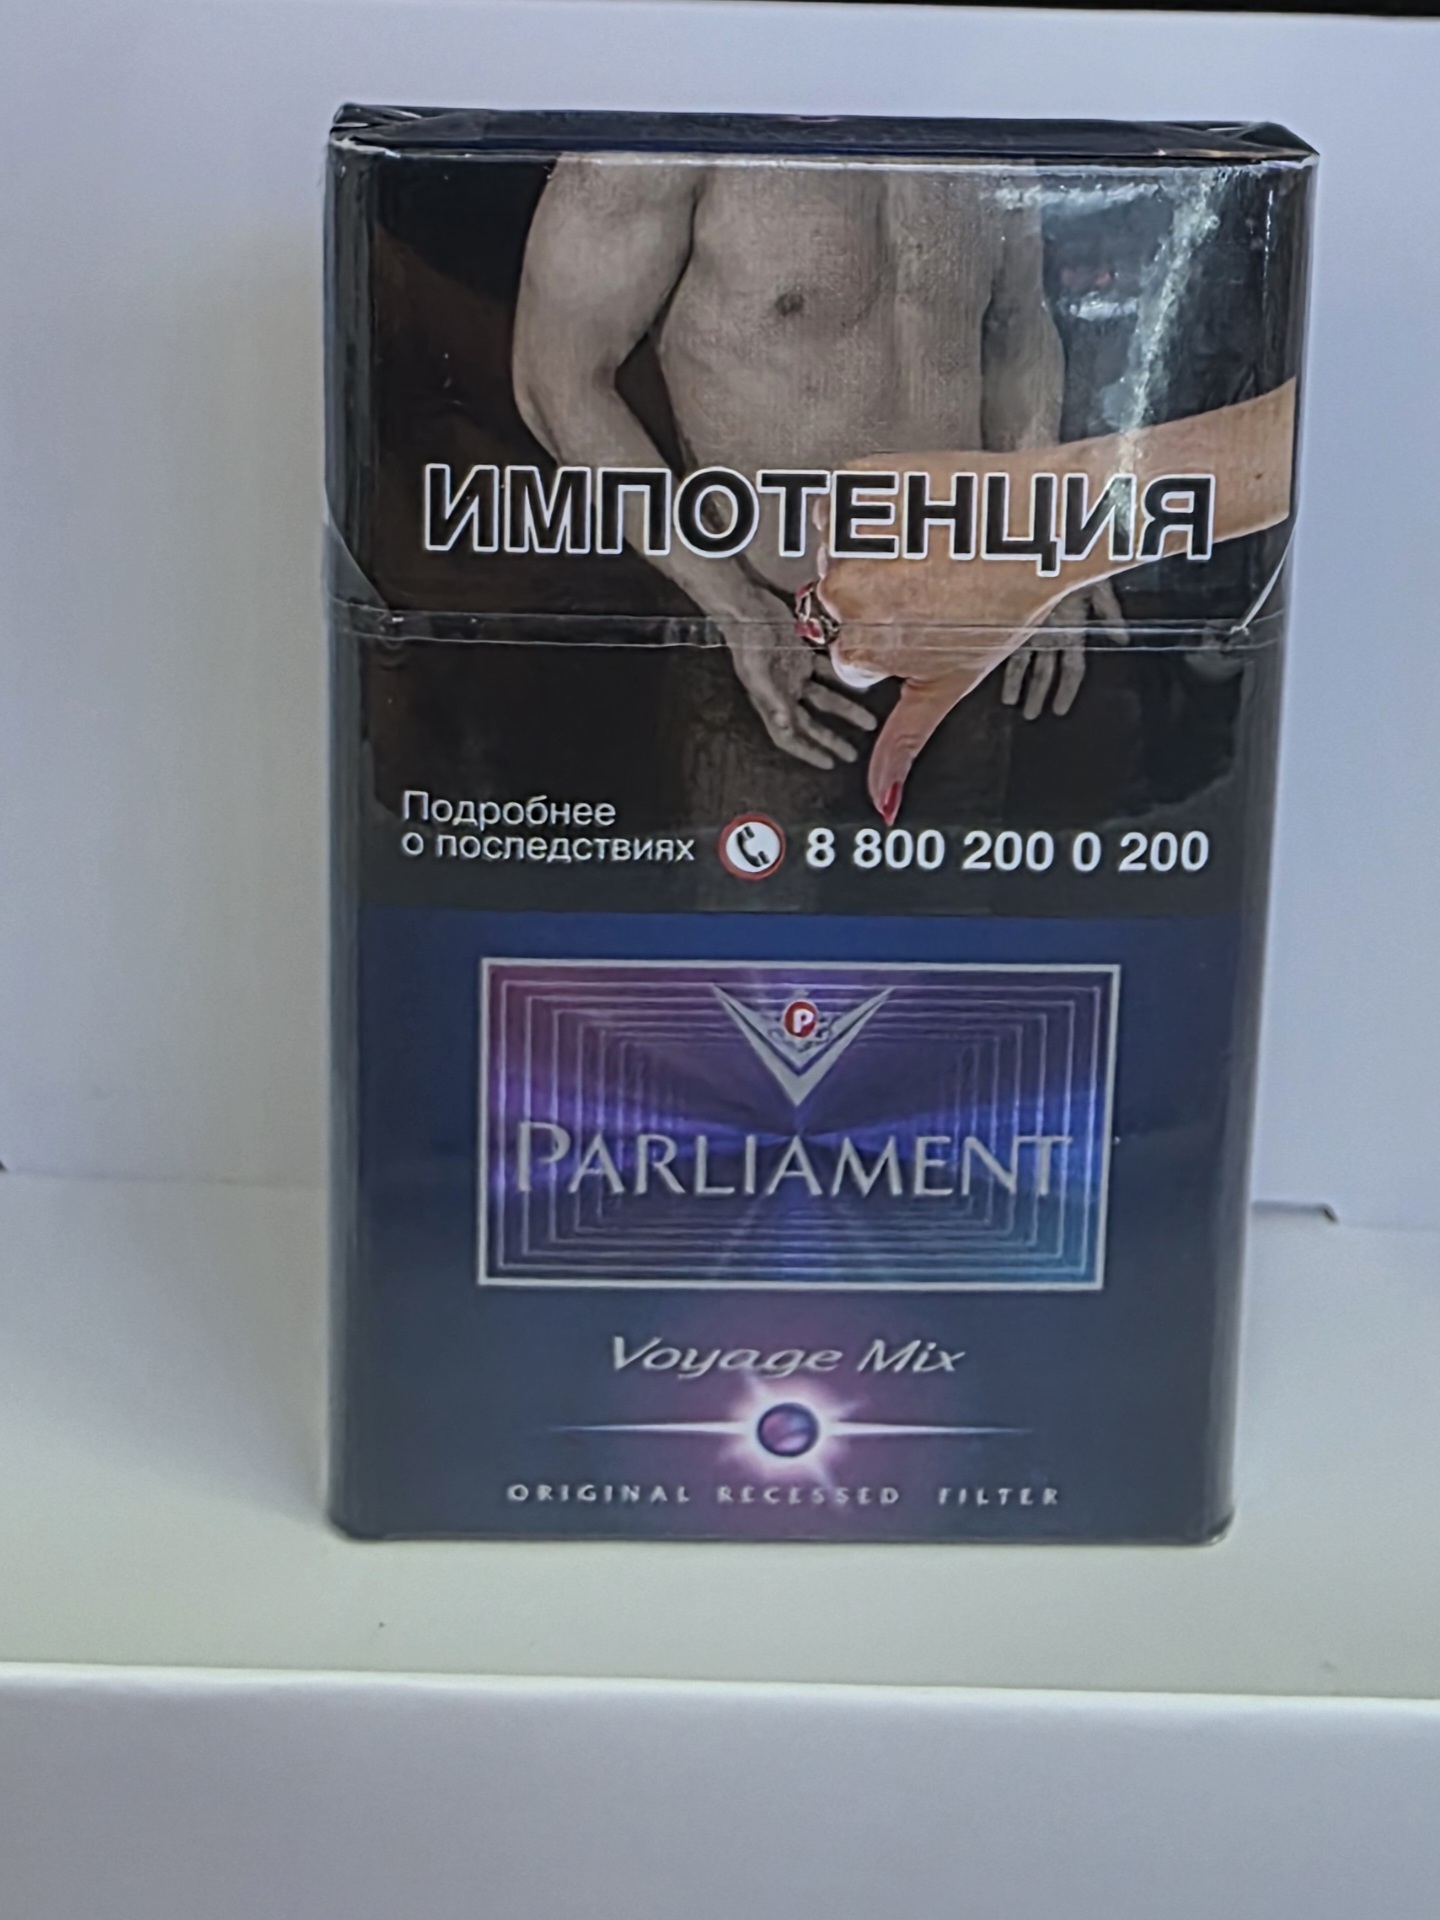 ИМПОТЕНЦИЯ
Подробнее
о последствиях 8 800 200 0 200
P
PARLIAMENT
Voyage Mix
ORIGINAL RECESSED FILTER